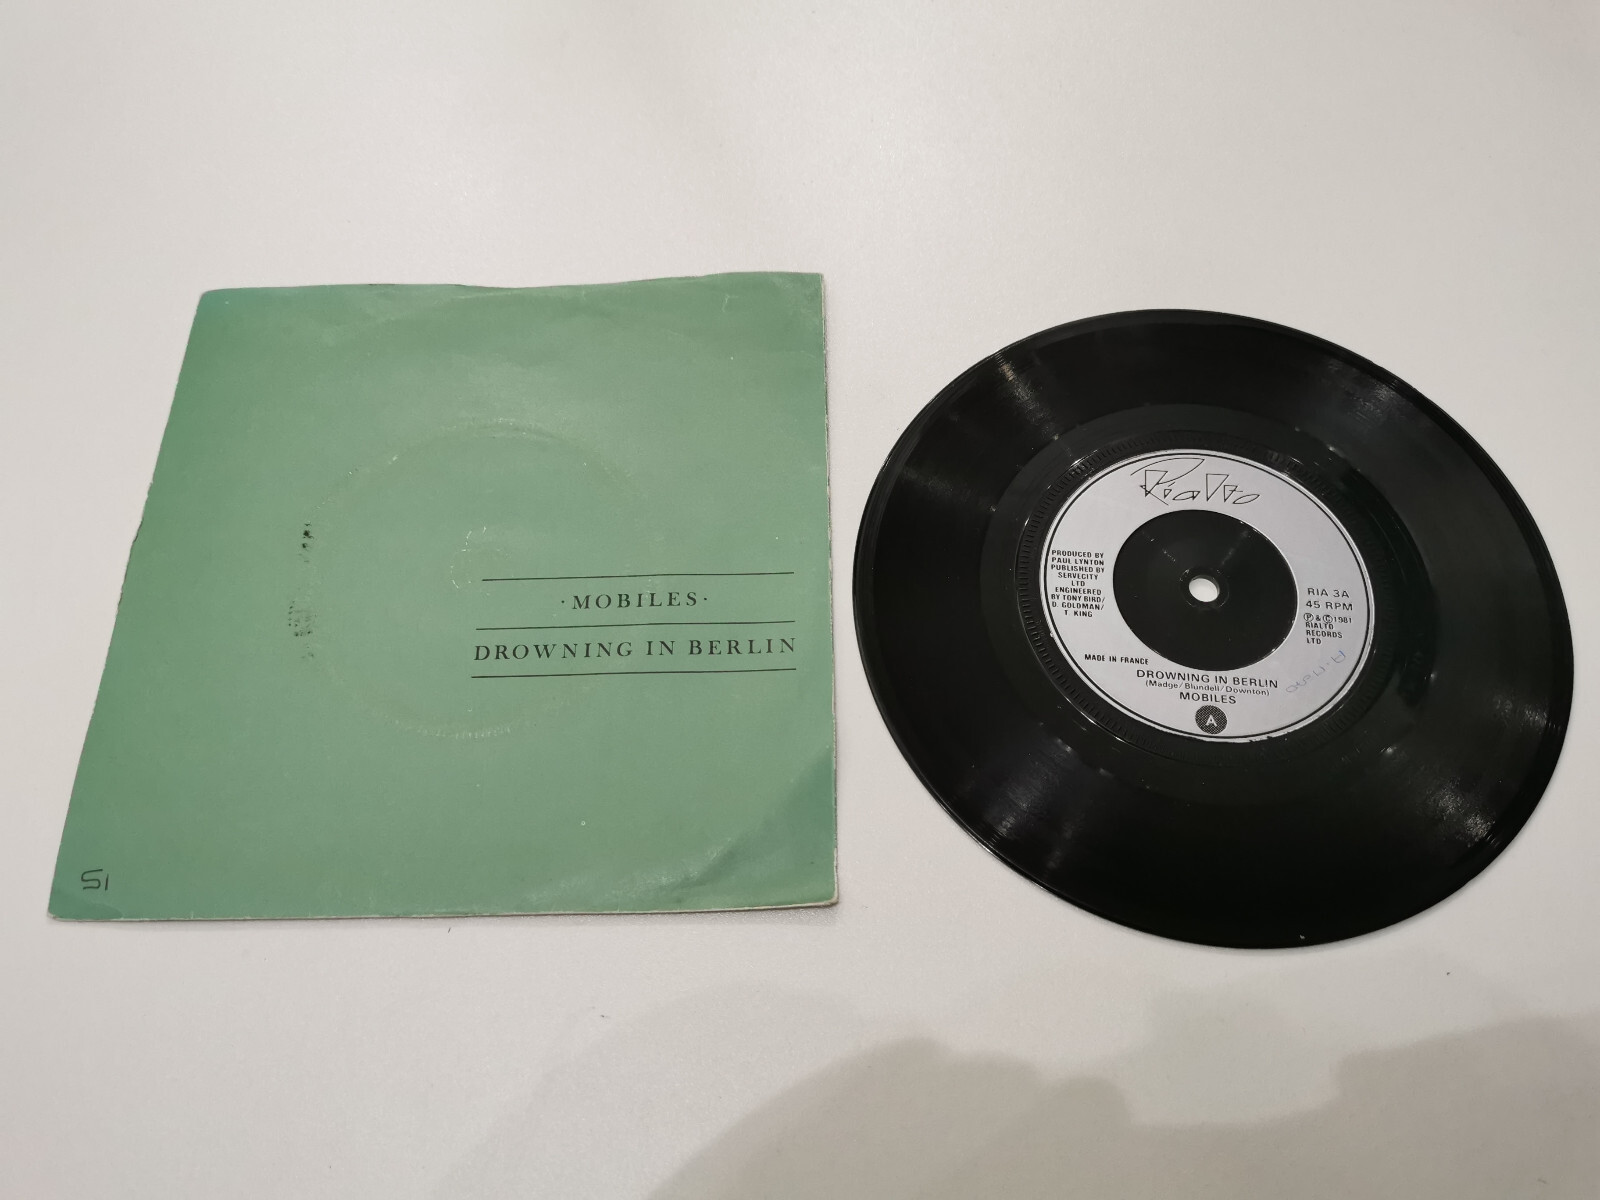 ·MOBILES·
DROWNING IN BERLIN
51
Rialto
PRODUCED BY
PAUL LYNTON
PUBLISHED BY
SERVECITY
LTD
ENGINEERED
BY TONY BIRD/
D. GOLDMAN/
T KING
RIA 3A
45 RPM
Ⓟ & ©1981
RIALTO
RECORDS
LTD
MADE IN FRANCE
DROWNING IN BERLIN
(Madge/Blundell/Downton)
MOBILES
A